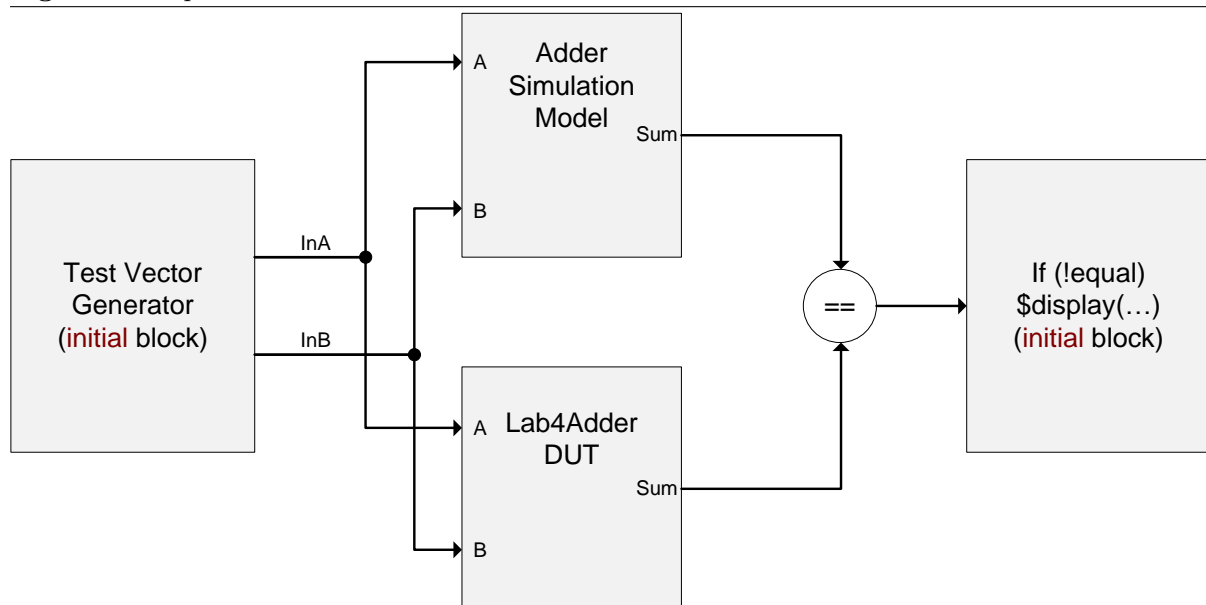 Test Vector
Generator
(initial block)
InA
InB
A
B
Adder
Simulation
Model
Sum
A
B
Lab4Adder
DUT
Sum
==
If (!equal)
$display(…)
(initial block)